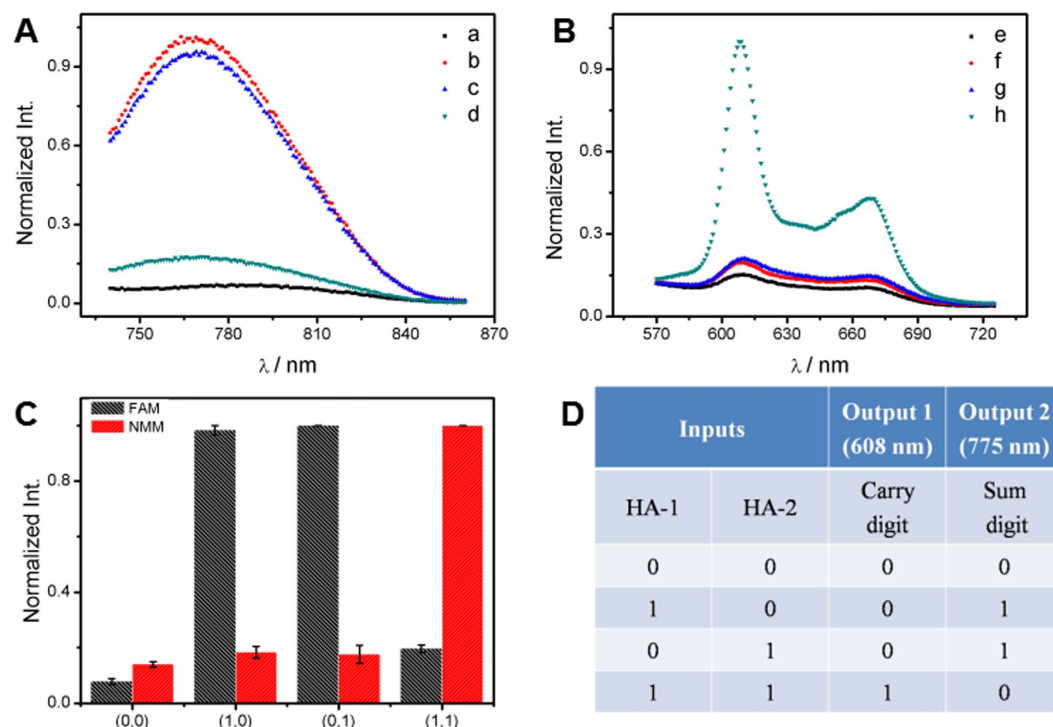 A
a
b
c
d
0.9
0.6
0.3
0.0
Normalized Int.
750 780 810 840 870
λ / nm
B
e
f
g
h
0.9
0.6
0.3
0.0
Normalized Int.
570 600 630 660 690 720
λ / nm
C
FAM
NMM
0.8
0.4
0.0
Normalized Int.
(0,0) (1,0) (0,1) (1,1)
D
Inputs Output 1 (608 nm) Output 2 (775 nm)
HA-1 HA-2 Carry digit Sum digit
0 0 0 0
1 0 0 1
0 1 0 1
1 1 1 0